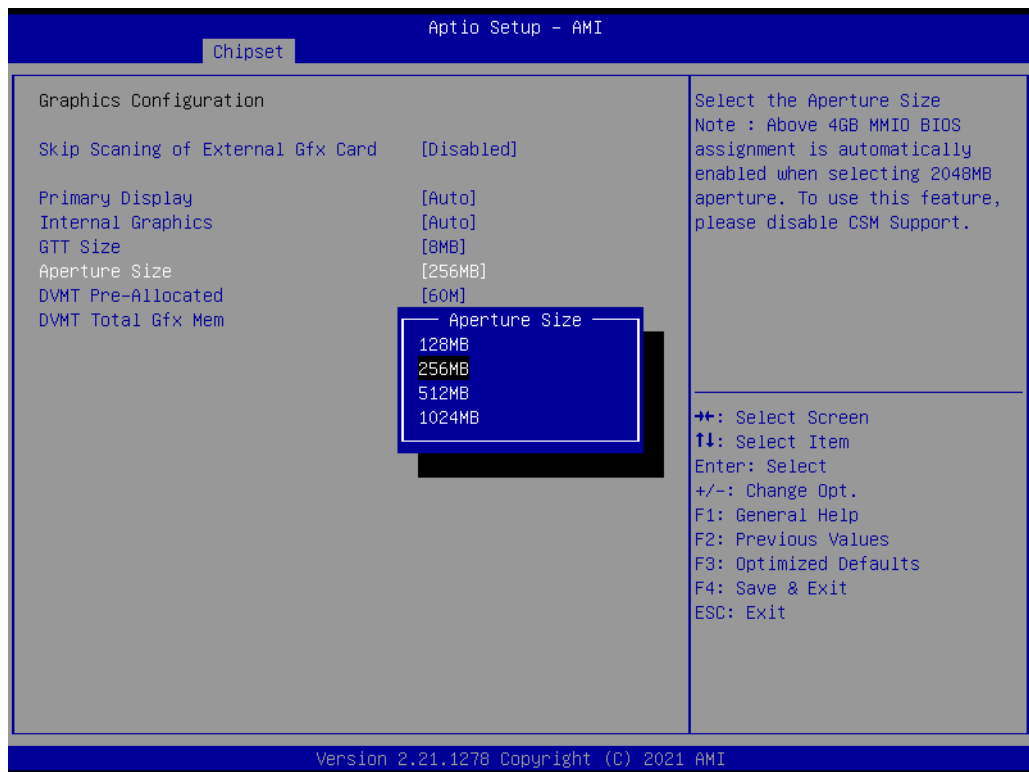 Aptio Setup – AMI
Chipset
Graphics Configuration
Skip Scaning of External Gfx Card [Disabled]
Primary Display [Auto]
Internal Graphics [Auto]
GTT Size [8MB]
Aperture Size [256MB]
DVMT Pre-Allocated [60M]
DVMT Total Gfx Mem
Aperture Size
128MB
256MB
512MB
1024MB
Select the Aperture Size
Note : Above 4GB MMIO BIOS
assignment is automatically
enabled when selecting 2048MB
aperture. To use this feature,
please disable CSM Support.
→←: Select Screen
↑↓: Select Item
Enter: Select
+/-: Change Opt.
F1: General Help
F2: Previous Values
F3: Optimized Defaults
F4: Save & Exit
ESC: Exit
Version 2.21.1278 Copyright (C) 2021 AMI